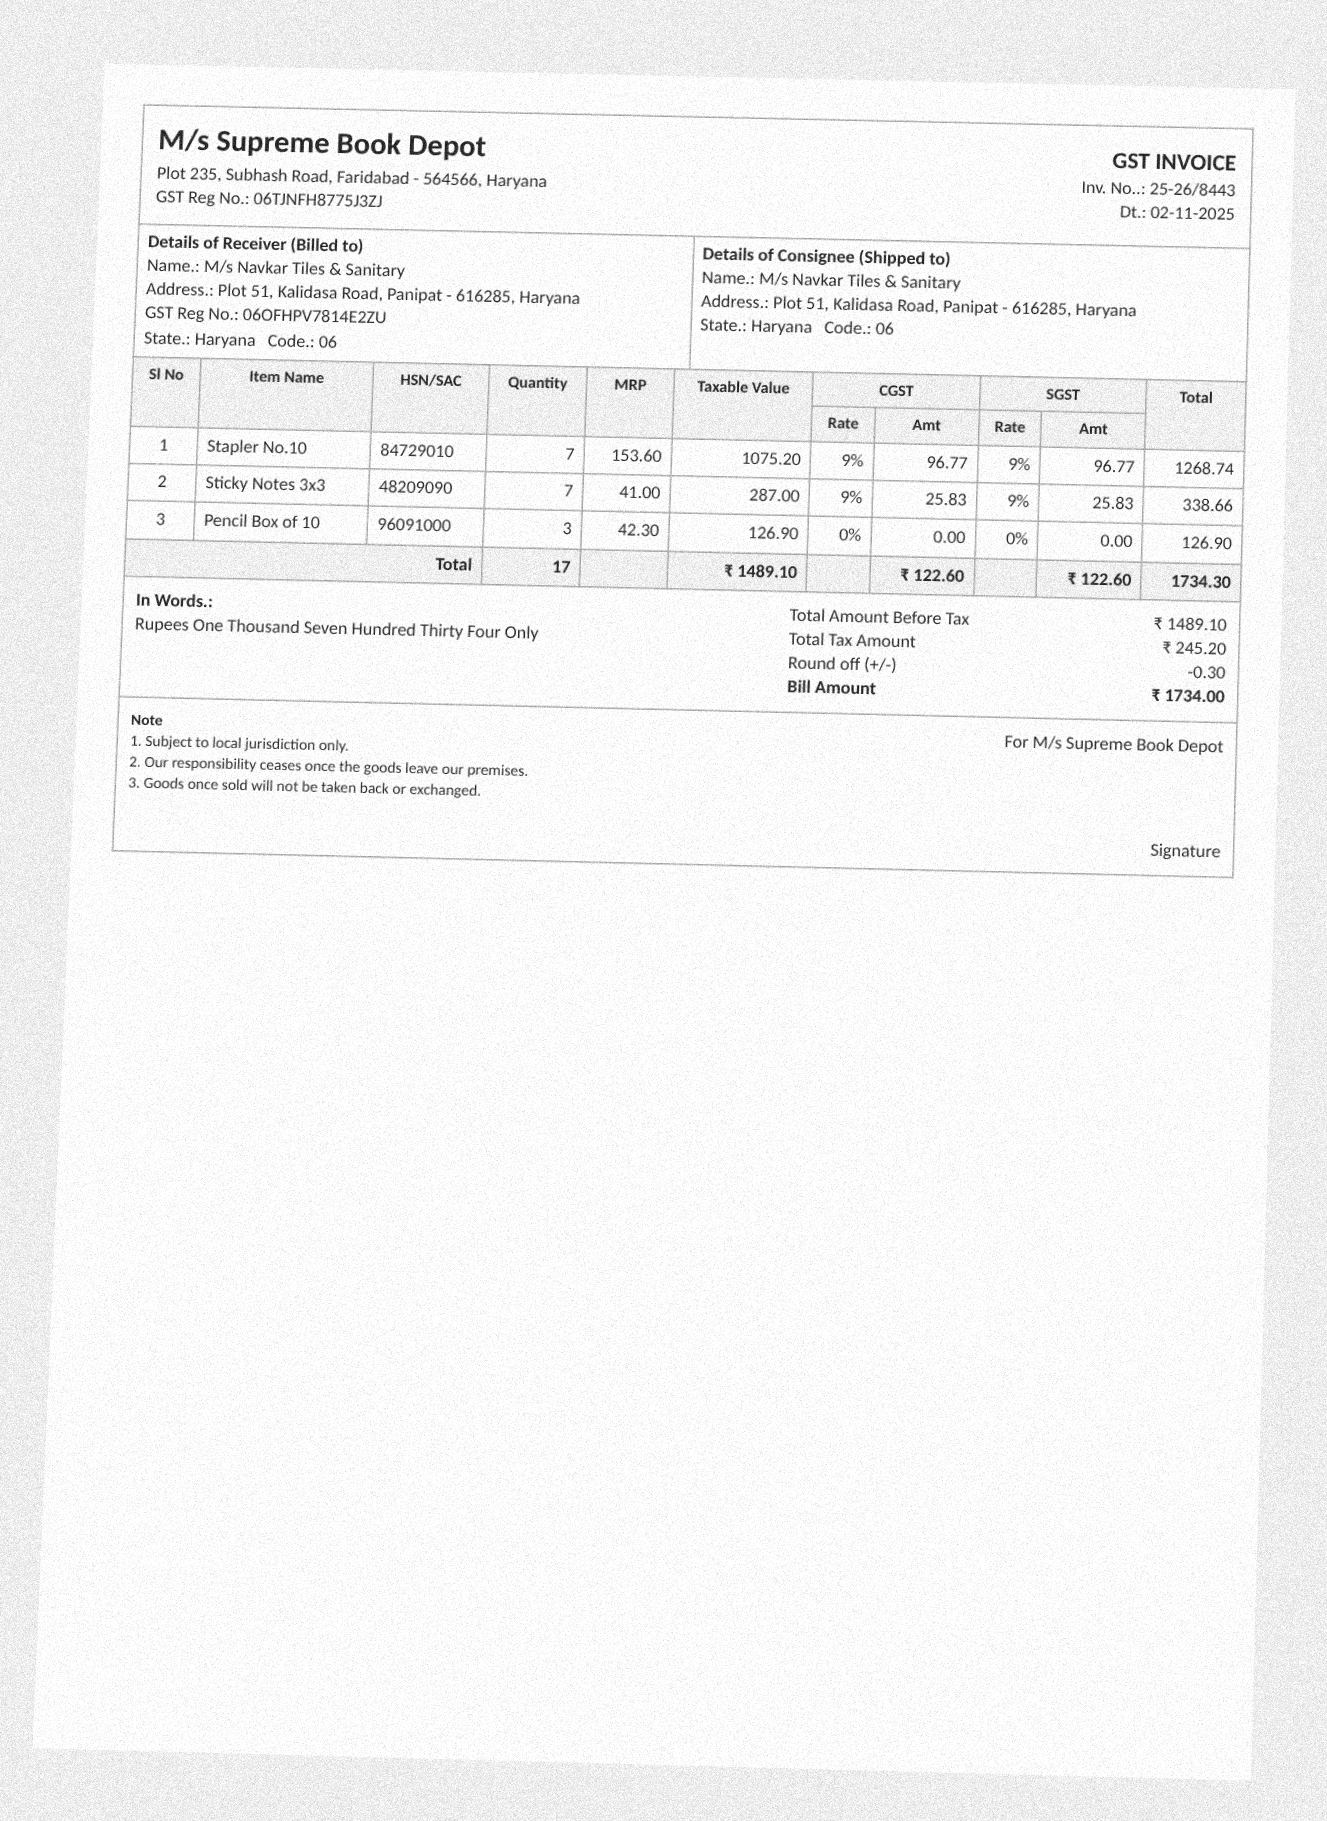 M/s Supreme Book Depot
Plot 235, Subhash Road, Faridabad - 564566, Haryana
GST Reg No.: 06TJNFH8775J3ZJ
GST INVOICE
Inv. No..: 25-26/8443
Dt.: 02-11-2025
Details of Receiver (Billed to)
Name.: M/s Navkar Tiles & Sanitary
Address.: Plot 51, Kalidasa Road, Panipat - 616285, Haryana
GST Reg No.: 06OFHPV7814E2ZU
State.: Haryana Code.: 06
Details of Consignee (Shipped to)
Name.: M/s Navkar Tiles & Sanitary
Address.: Plot 51, Kalidasa Road, Panipat - 616285, Haryana
State.: Haryana Code.: 06
Sl No Item Name HSN/SAC Quantity MRP Taxable Value CGST SGST Total
Rate Amt Rate Amt
1 Stapler No.10 84729010 7 153.60 1075.20 9% 96.77 9% 96.77 1268.74
2 Sticky Notes 3x3 48209090 7 41.00 287.00 9% 25.83 9% 25.83 338.66
3 Pencil Box of 10 96091000 3 42.30 126.90 0% 0.00 0% 0.00 126.90
Total 17 ₹ 1489.10 ₹ 122.60 ₹ 122.60 1734.30
In Words.:
Rupees One Thousand Seven Hundred Thirty Four Only
Total Amount Before Tax ₹ 1489.10
Total Tax Amount ₹ 245.20
Round off (+/-) -0.30
Bill Amount ₹ 1734.00
Note
1. Subject to local jurisdiction only.
2. Our responsibility ceases once the goods leave our premises.
3. Goods once sold will not be taken back or exchanged.
For M/s Supreme Book Depot
Signature